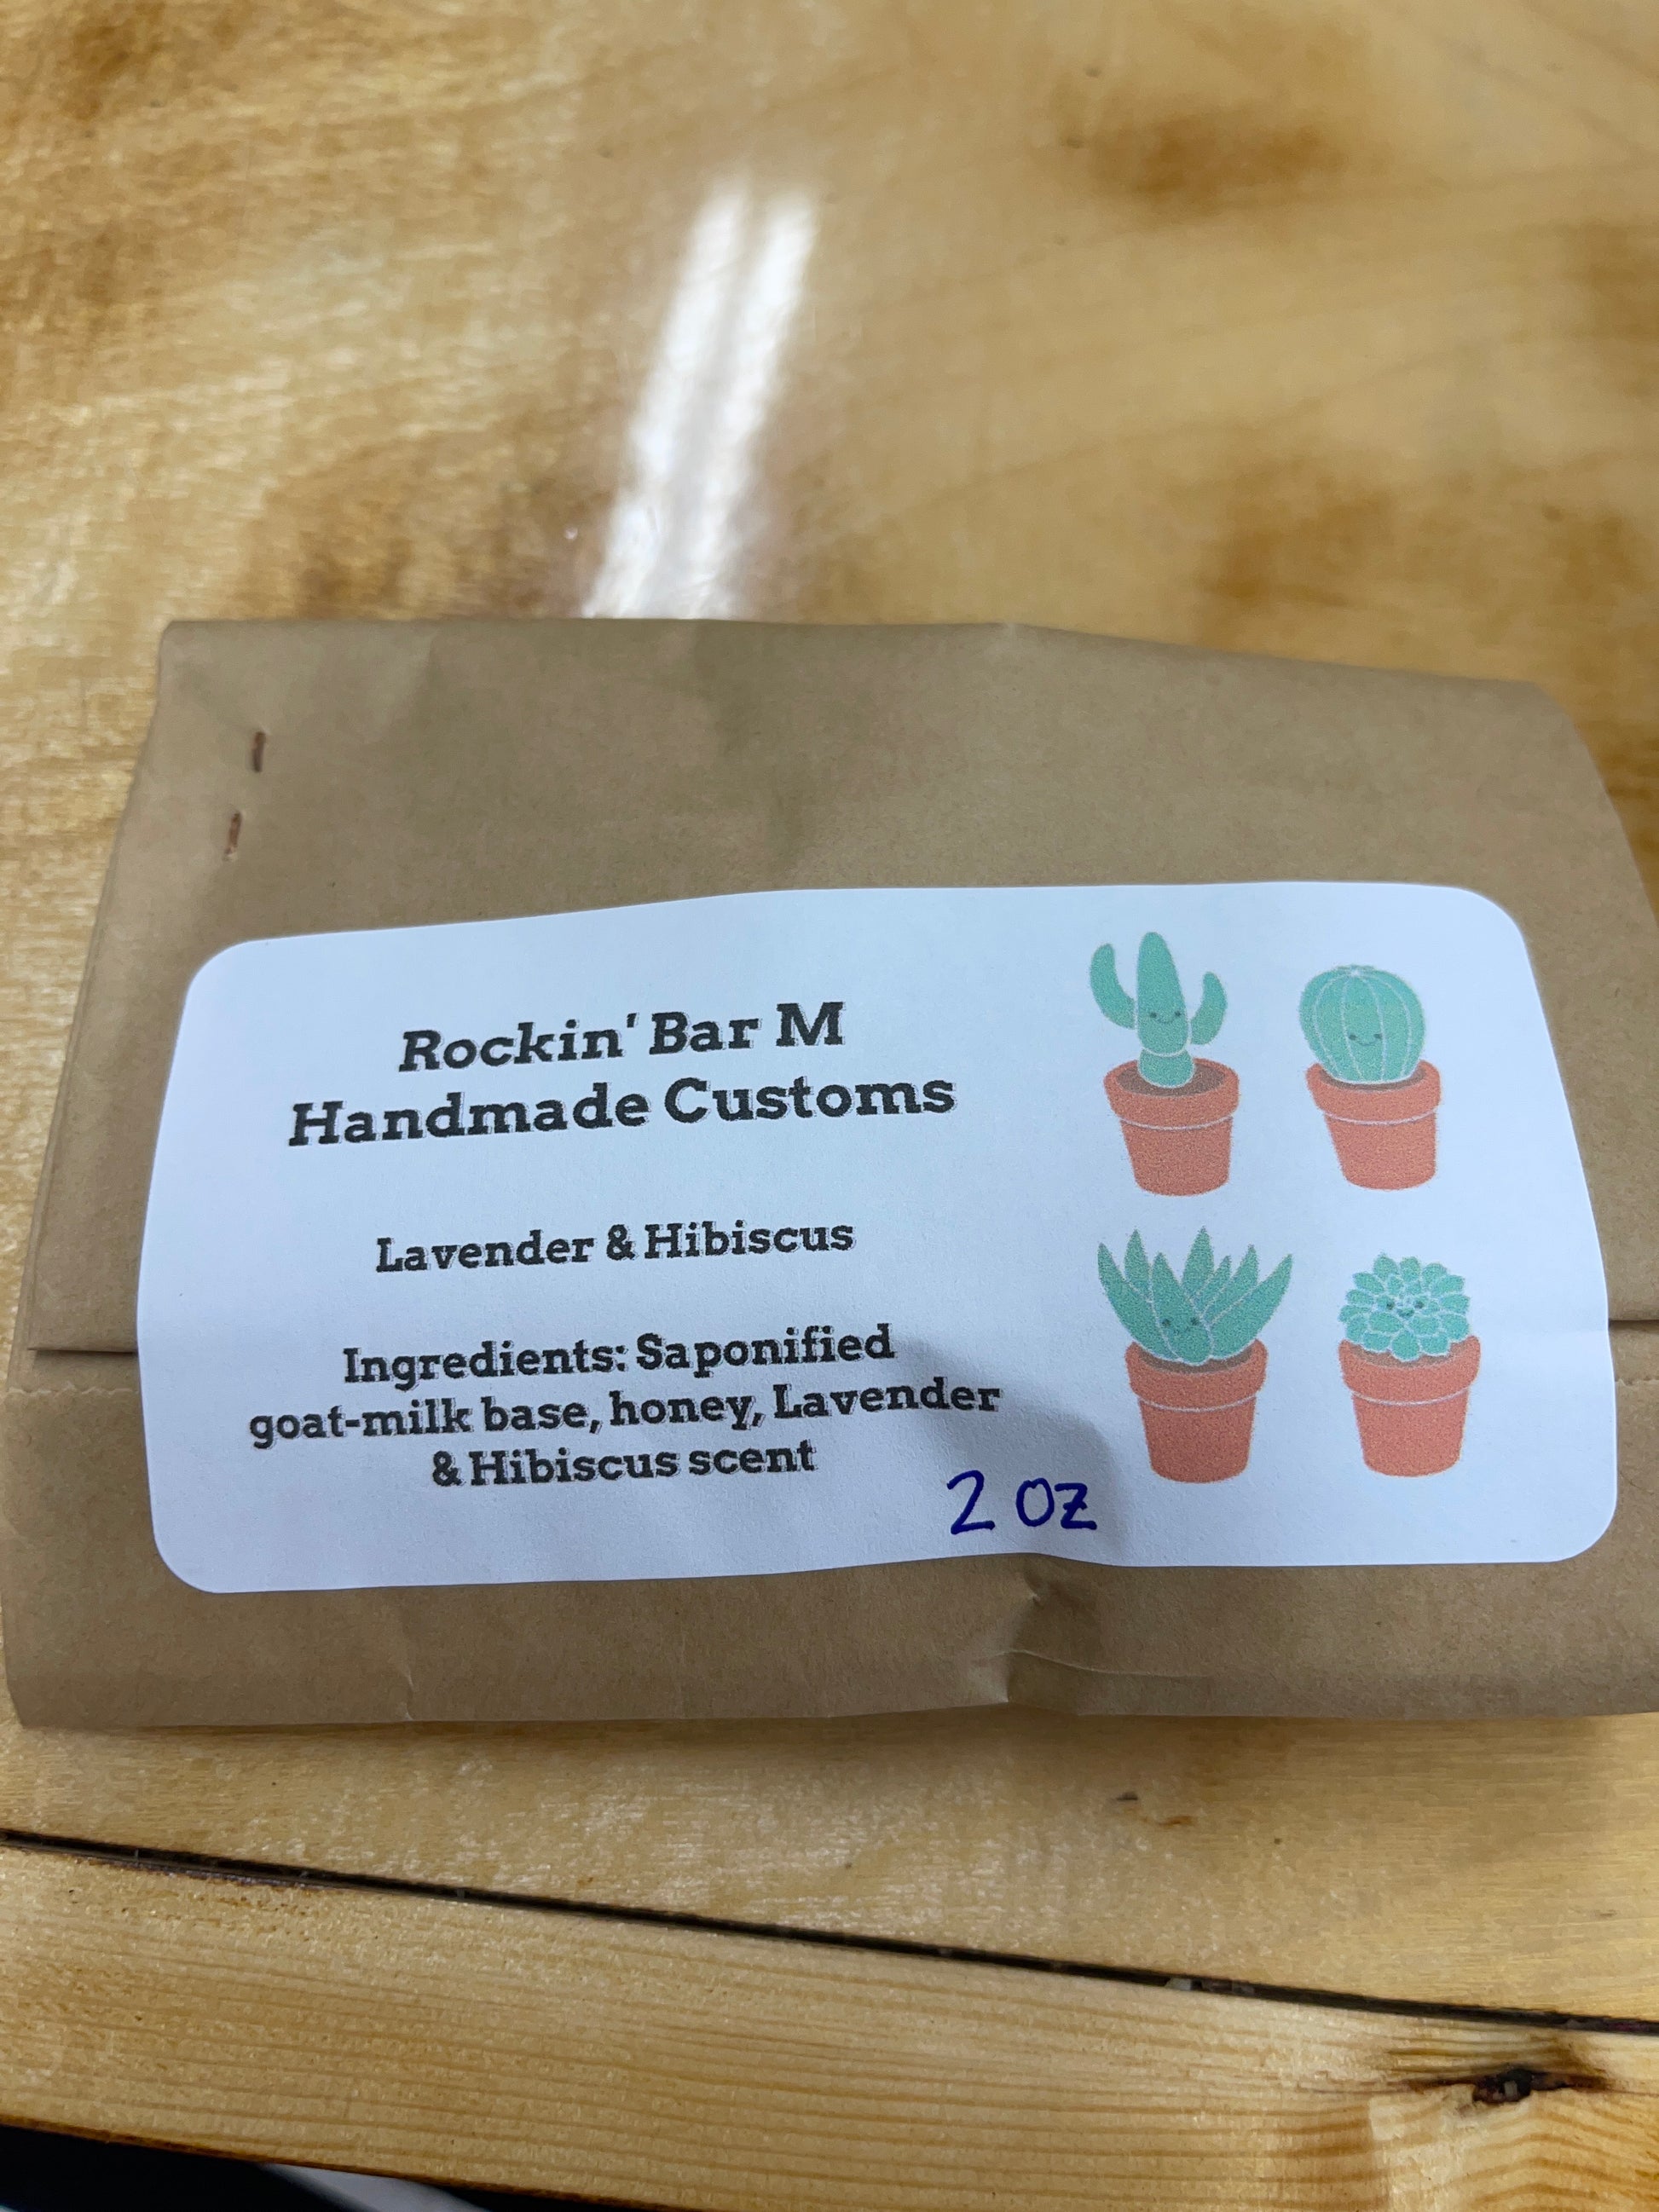 Rockin' Bar M
Handmade Customs
Lavender & Hibiscus
Ingredients: Saponified
goat-milk base, honey, Lavender
& Hibiscus scent
2 oz